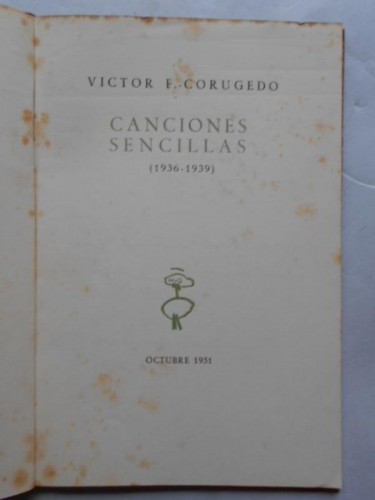 VICTOR F. CORUGEDO
CANCIONES
SENCILLAS
(1936-1939)
OCTUBRE 1951